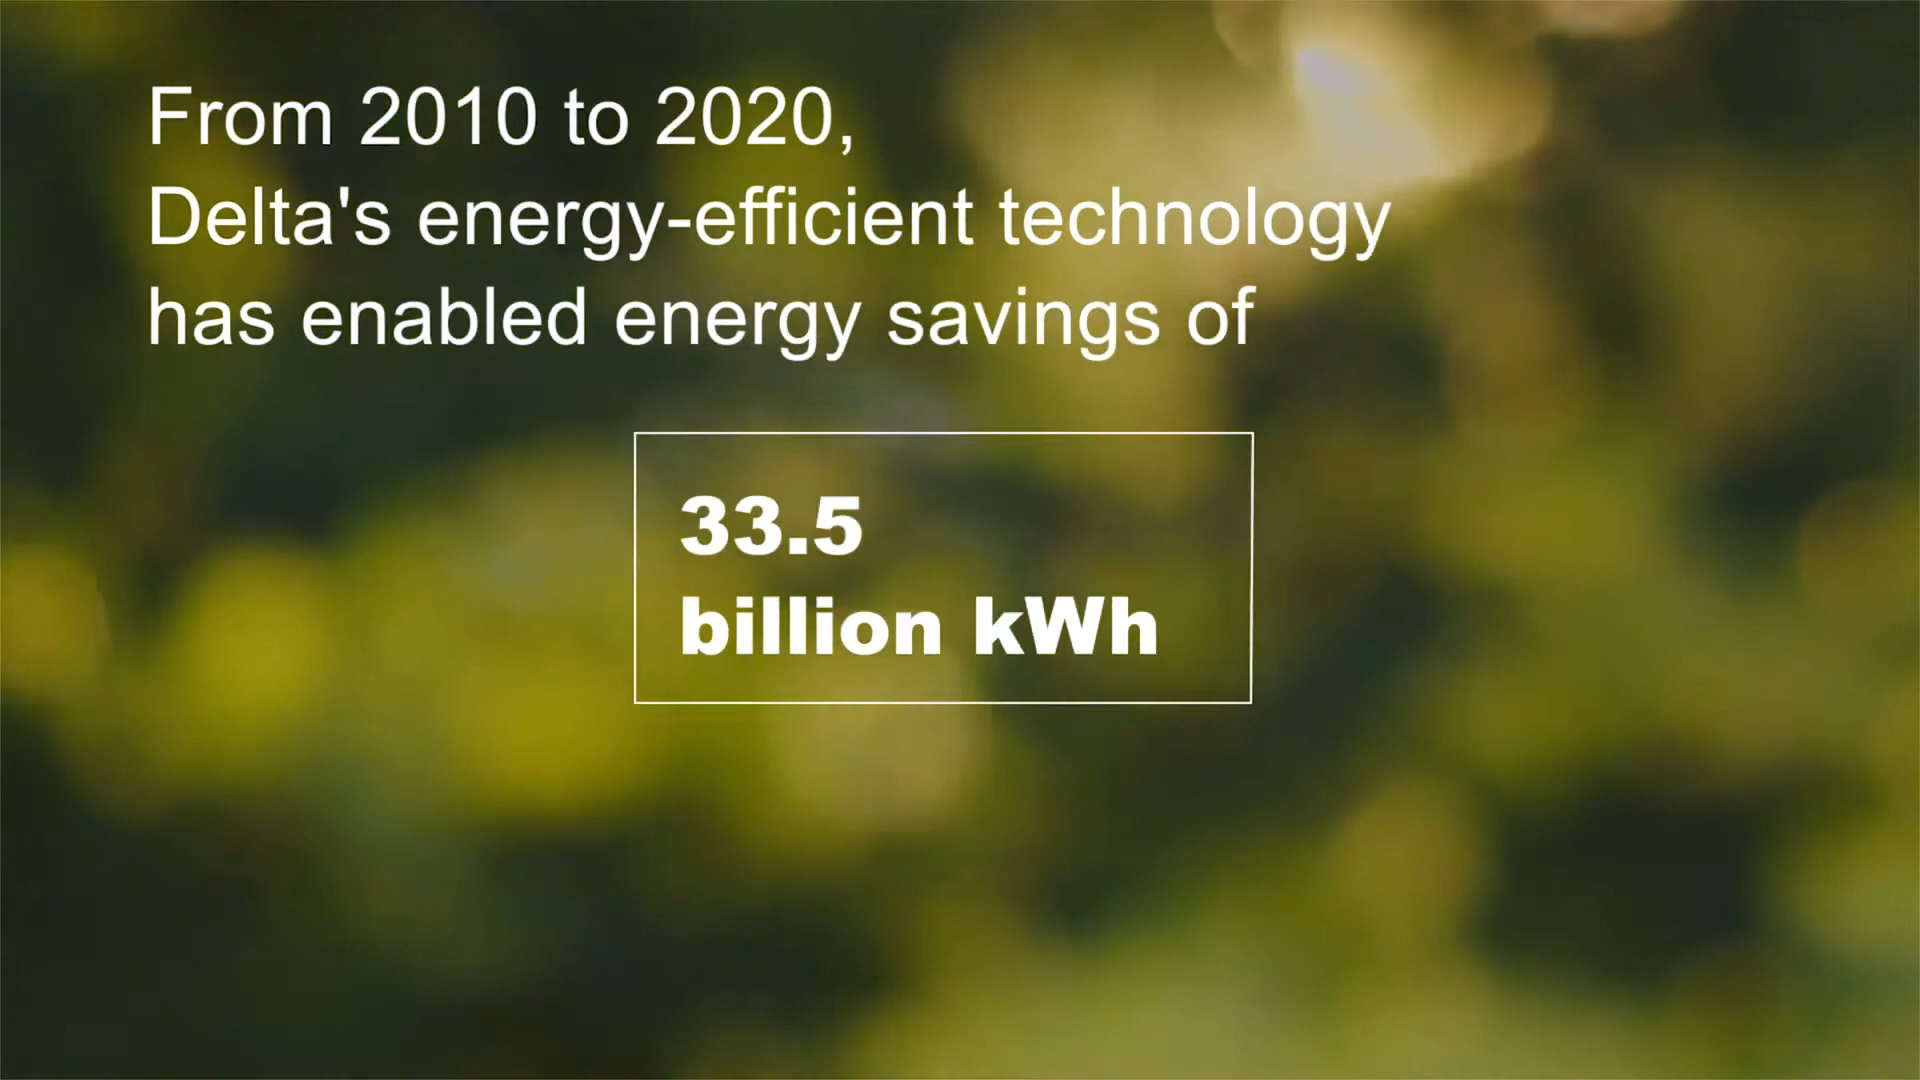 From 2010 to 2020,
Delta's energy-efficient technology
has enabled energy savings of
33.5
billion kWh